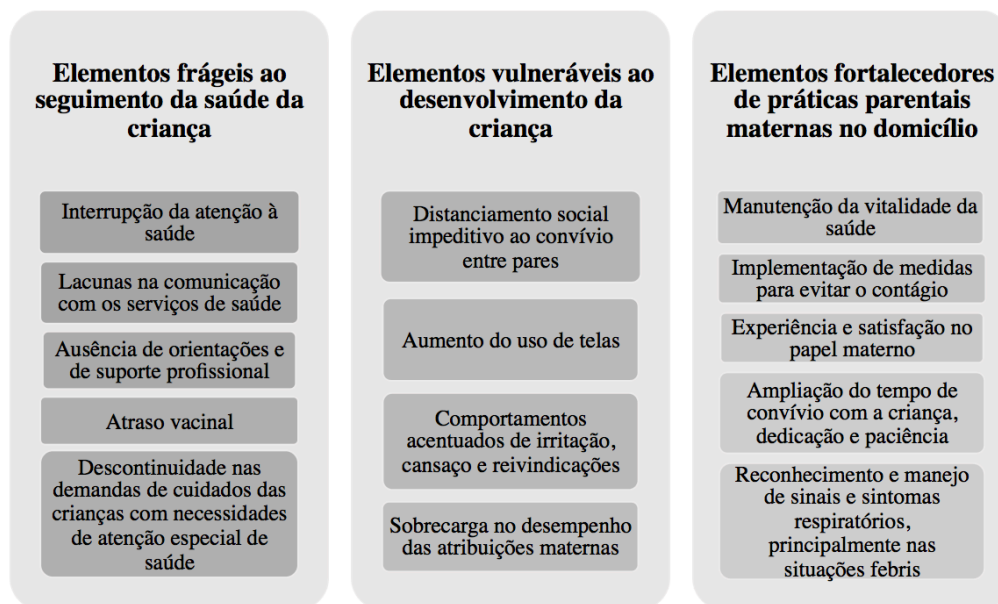 Elementos frágeis ao
seguimento da saúde da
criança
Interrupção da atenção à
saúde
Lacunas na comunicação
com os serviços de saúde
Ausência de orientações e
de suporte profissional
Atraso vacinal
Descontinuidade nas
demandas de cuidados das
crianças com necessidades
de atenção especial de
saúde
Elementos vulneráveis ao
desenvolvimento da
criança
Distanciamento social
impeditivo ao convívio
entre pares
Aumento do uso de telas
Comportamentos
acentuados de irritação,
cansaço e reivindicações
Sobrecarga no desempenho
das atribuições maternas
Elementos fortalecedores
de práticas parentais
maternas no domicílio
Manutenção da vitalidade da
saúde
Implementação de medidas
para evitar o contágio
Experiência e satisfação no
papel materno
Ampliação do tempo de
convívio com a criança,
dedicação e paciência
Reconhecimento e manejo
de sinais e sintomas
respiratórios,
principalmente nas
situações febris